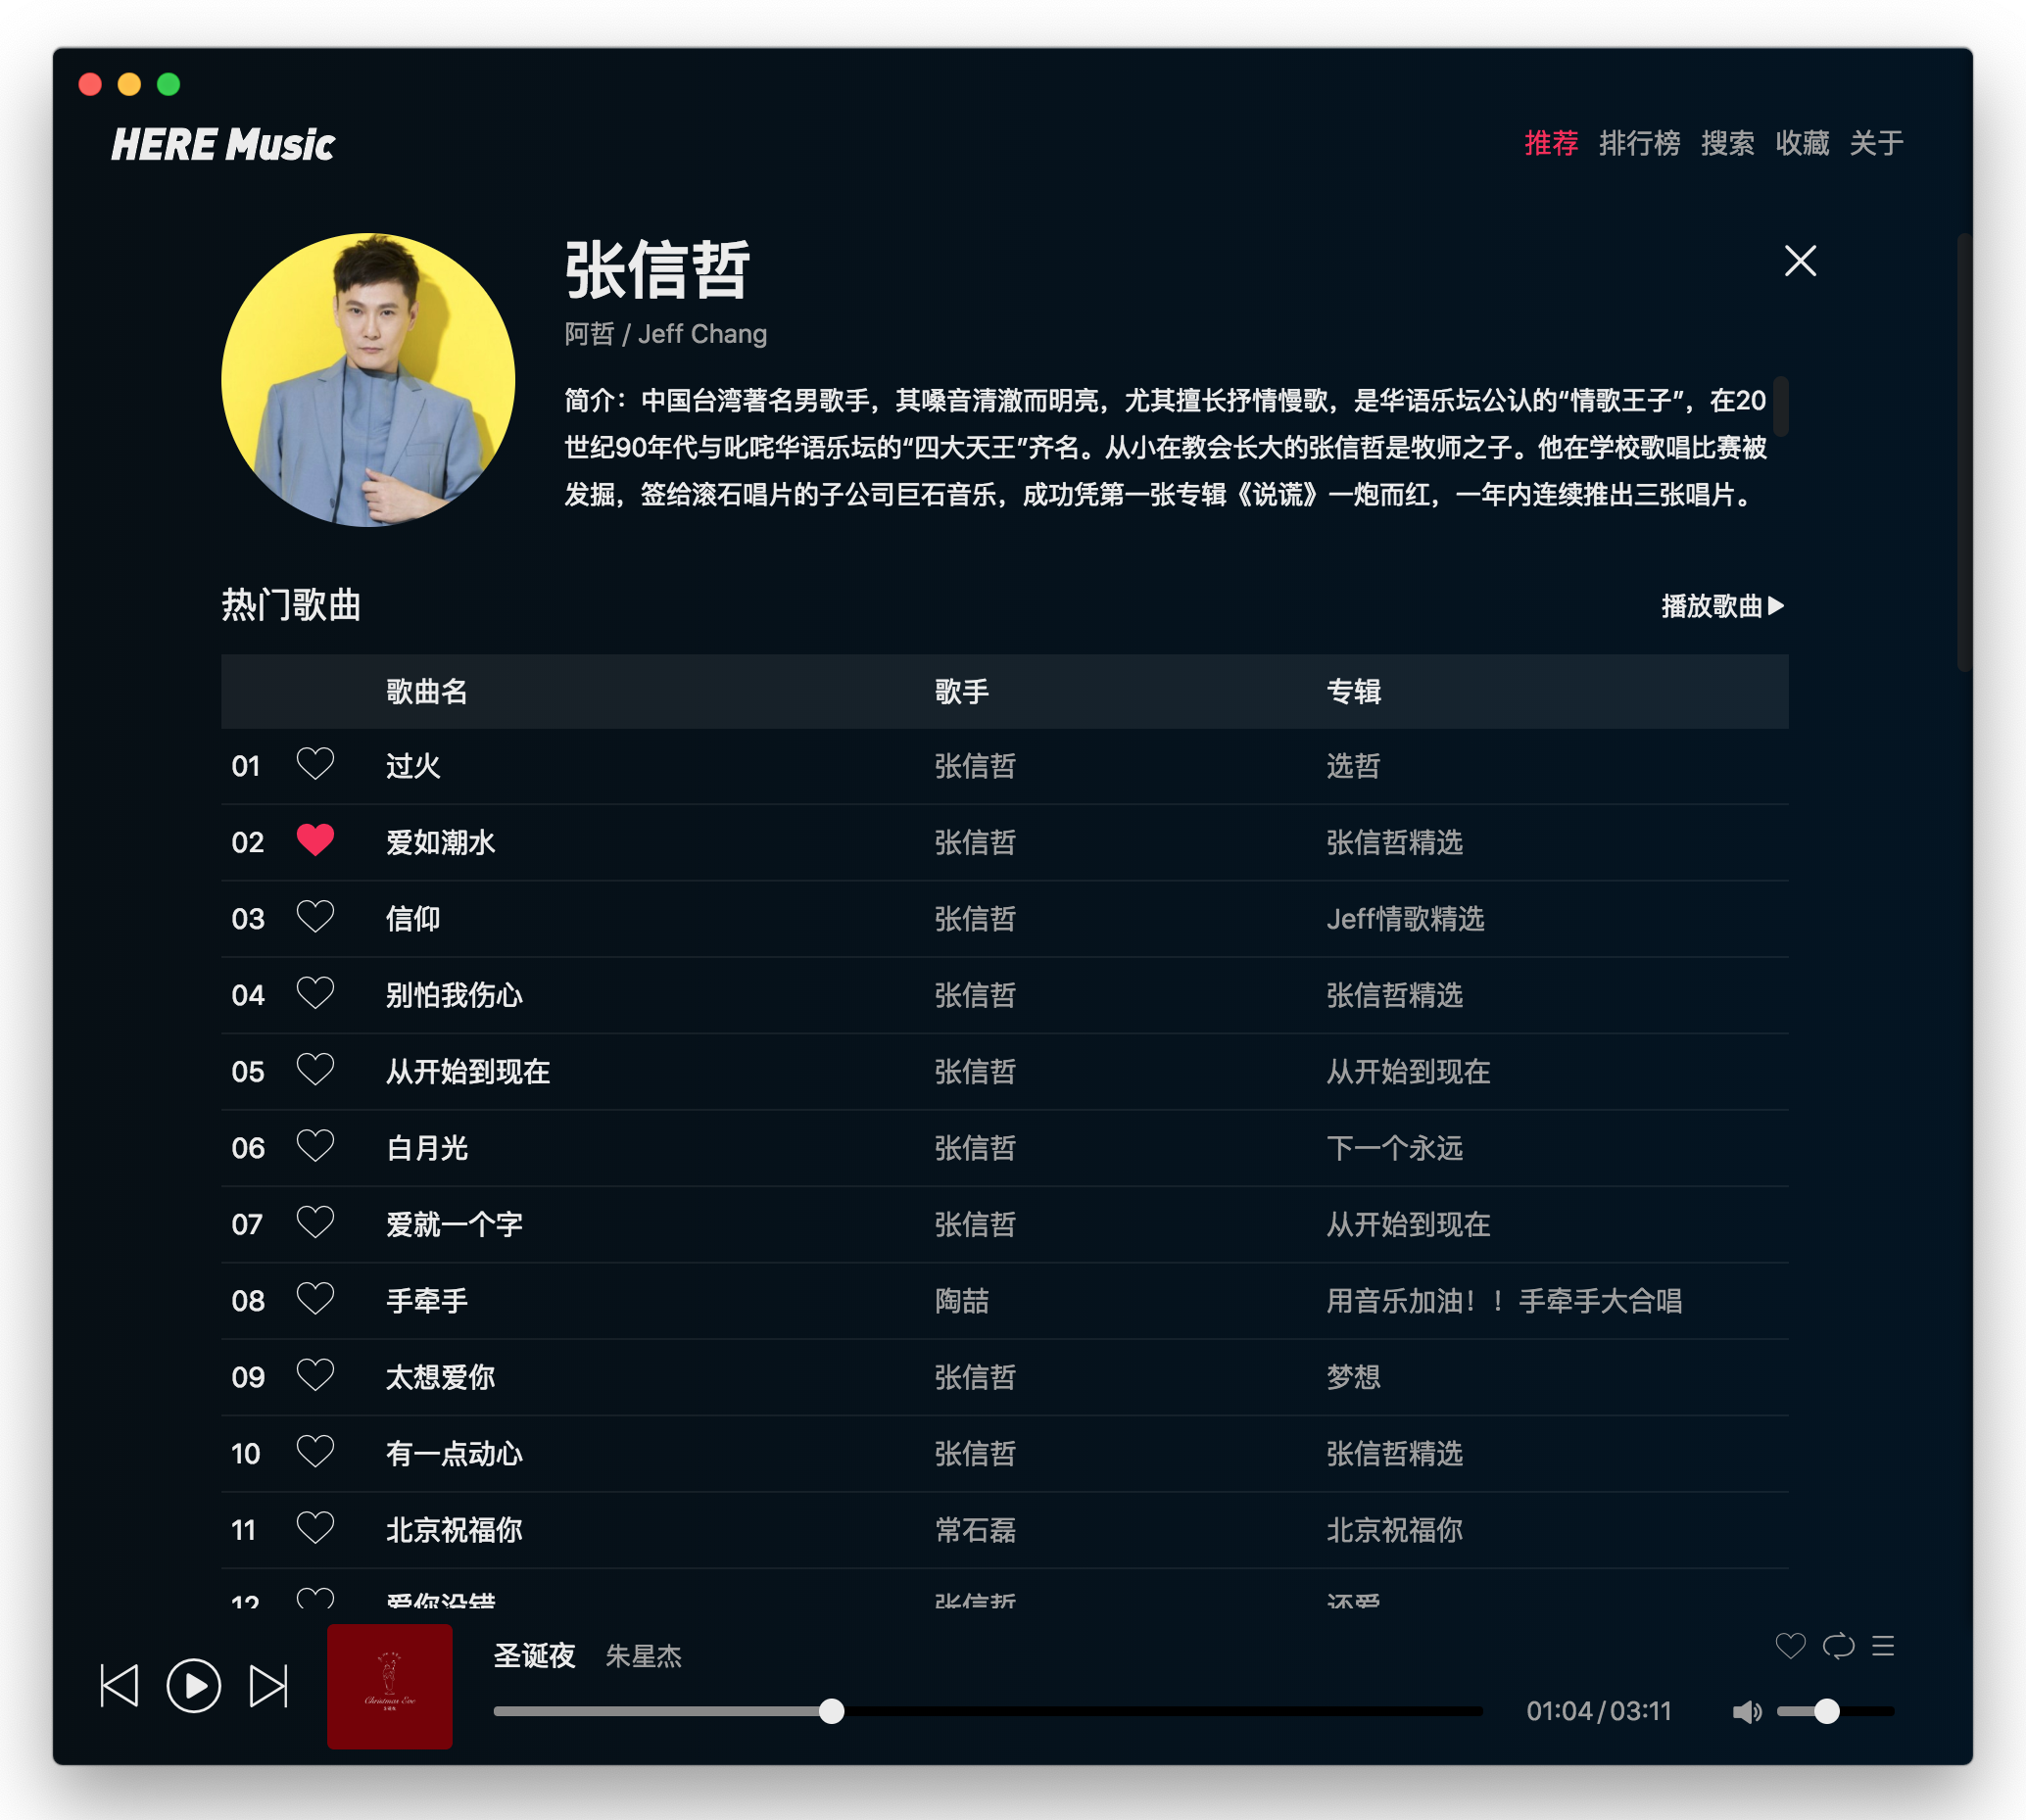 HERE Music
推荐 排行榜 搜索 收藏 关于
张信哲
阿哲 / Jeff Chang
简介：中国台湾著名男歌手，其嗓音清澈而明亮，尤其擅长抒情慢歌，是华语乐坛公认的“情歌王子”，在20
世纪90年代与叱咤华语乐坛的“四大天王”齐名。从小在教会长大的张信哲是牧师之子。他在学校歌唱比赛被
发掘，签给滚石唱片的子公司巨石音乐，成功凭第一张专辑《说谎》一炮而红，一年内连续推出三张唱片。
热门歌曲 播放歌曲
歌曲名 歌手 专辑
01 过火 张信哲 选哲
02 爱如潮水 张信哲 张信哲精选
03 信仰 张信哲 Jeff情歌精选
04 别怕我伤心 张信哲 张信哲精选
05 从开始到现在 张信哲 从开始到现在
06 白月光 张信哲 下一个永远
07 爱就一个字 张信哲 从开始到现在
08 手牵手 陶喆 用音乐加油！！手牵手大合唱
09 太想爱你 张信哲 梦想
10 有一点动心 张信哲 张信哲精选
11 北京祝福你 常石磊 北京祝福你
12 爱你没错 张信哲 还爱
圣诞夜 朱星杰
Christmas Eve
01:04/03:11